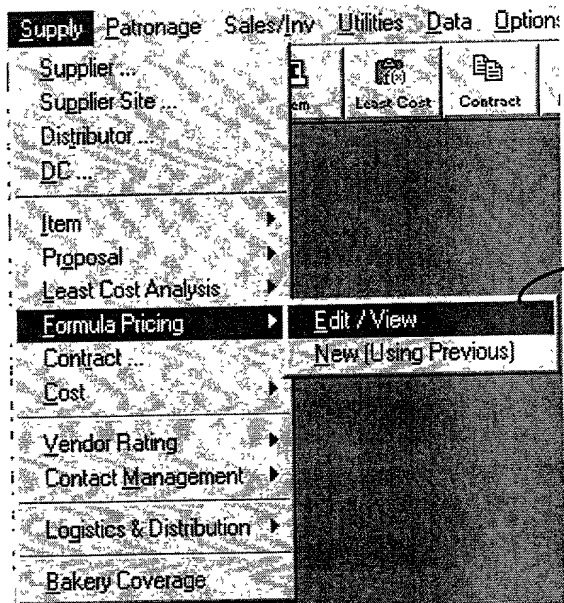 Supply Patronage Sales/Inv Utilities Data Options
Supplier ...
Supplier Site ...
Distributor ...
DC ...
Least Cost Contract
Item
Proposal
Least Cost Analysis
Formula Pricing
Edit / View
New (Using Previous)
Contract ...
Cost
Vendor Rating
Contact Management
Logistics & Distribution
Bakery Coverage